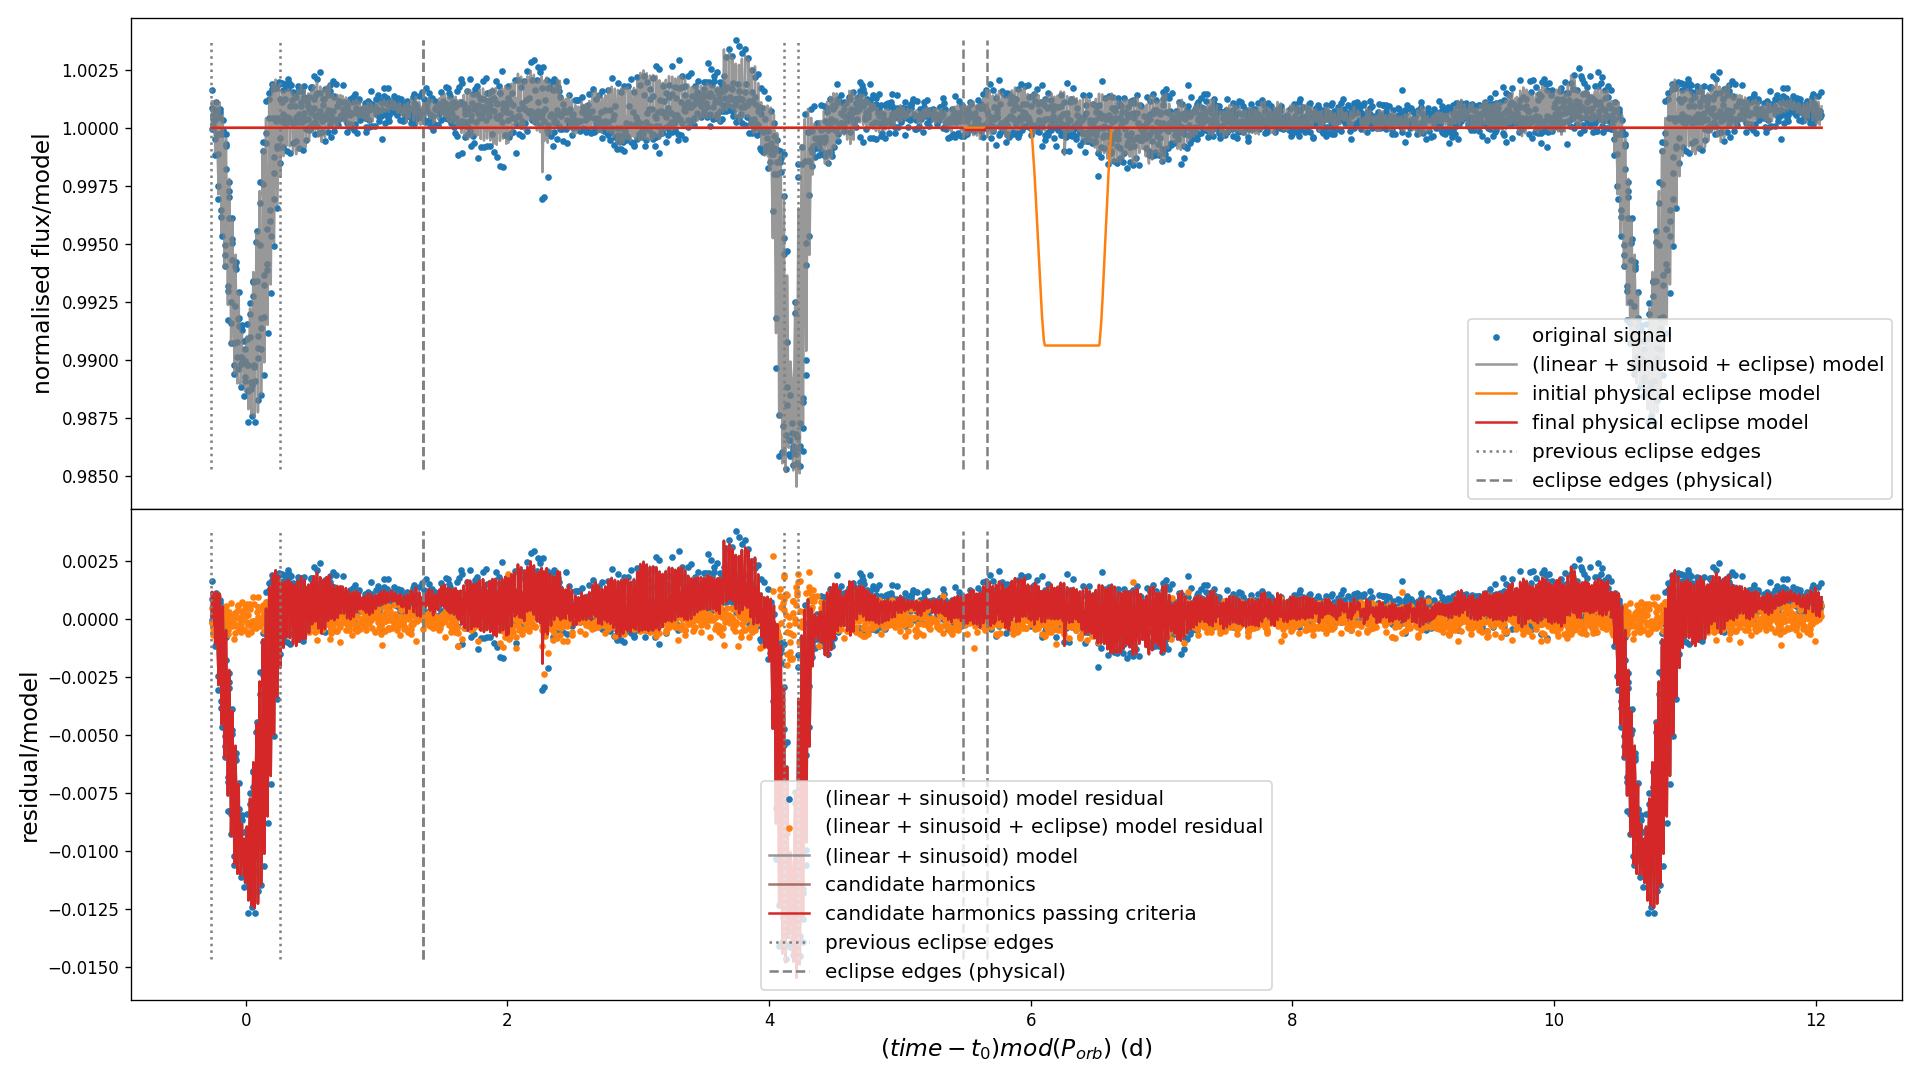 normalised flux/model
1.0025
1.0000
0.9975
0.9950
0.9925
0.9900
0.9875
0.9850
original signal
(linear + sinusoid + eclipse) model
initial physical eclipse model
final physical eclipse model
previous eclipse edges
eclipse edges (physical)
residual/model
0.0025
0.0000
−0.0025
−0.0050
−0.0075
−0.0100
−0.0125
−0.0150
(linear + sinusoid) model residual
(linear + sinusoid + eclipse) model residual
(linear + sinusoid) model
candidate harmonics
candidate harmonics passing criteria
previous eclipse edges
eclipse edges (physical)
0 2 4 6 8 10 12
(time − t₀)mod(P_orb) (d)